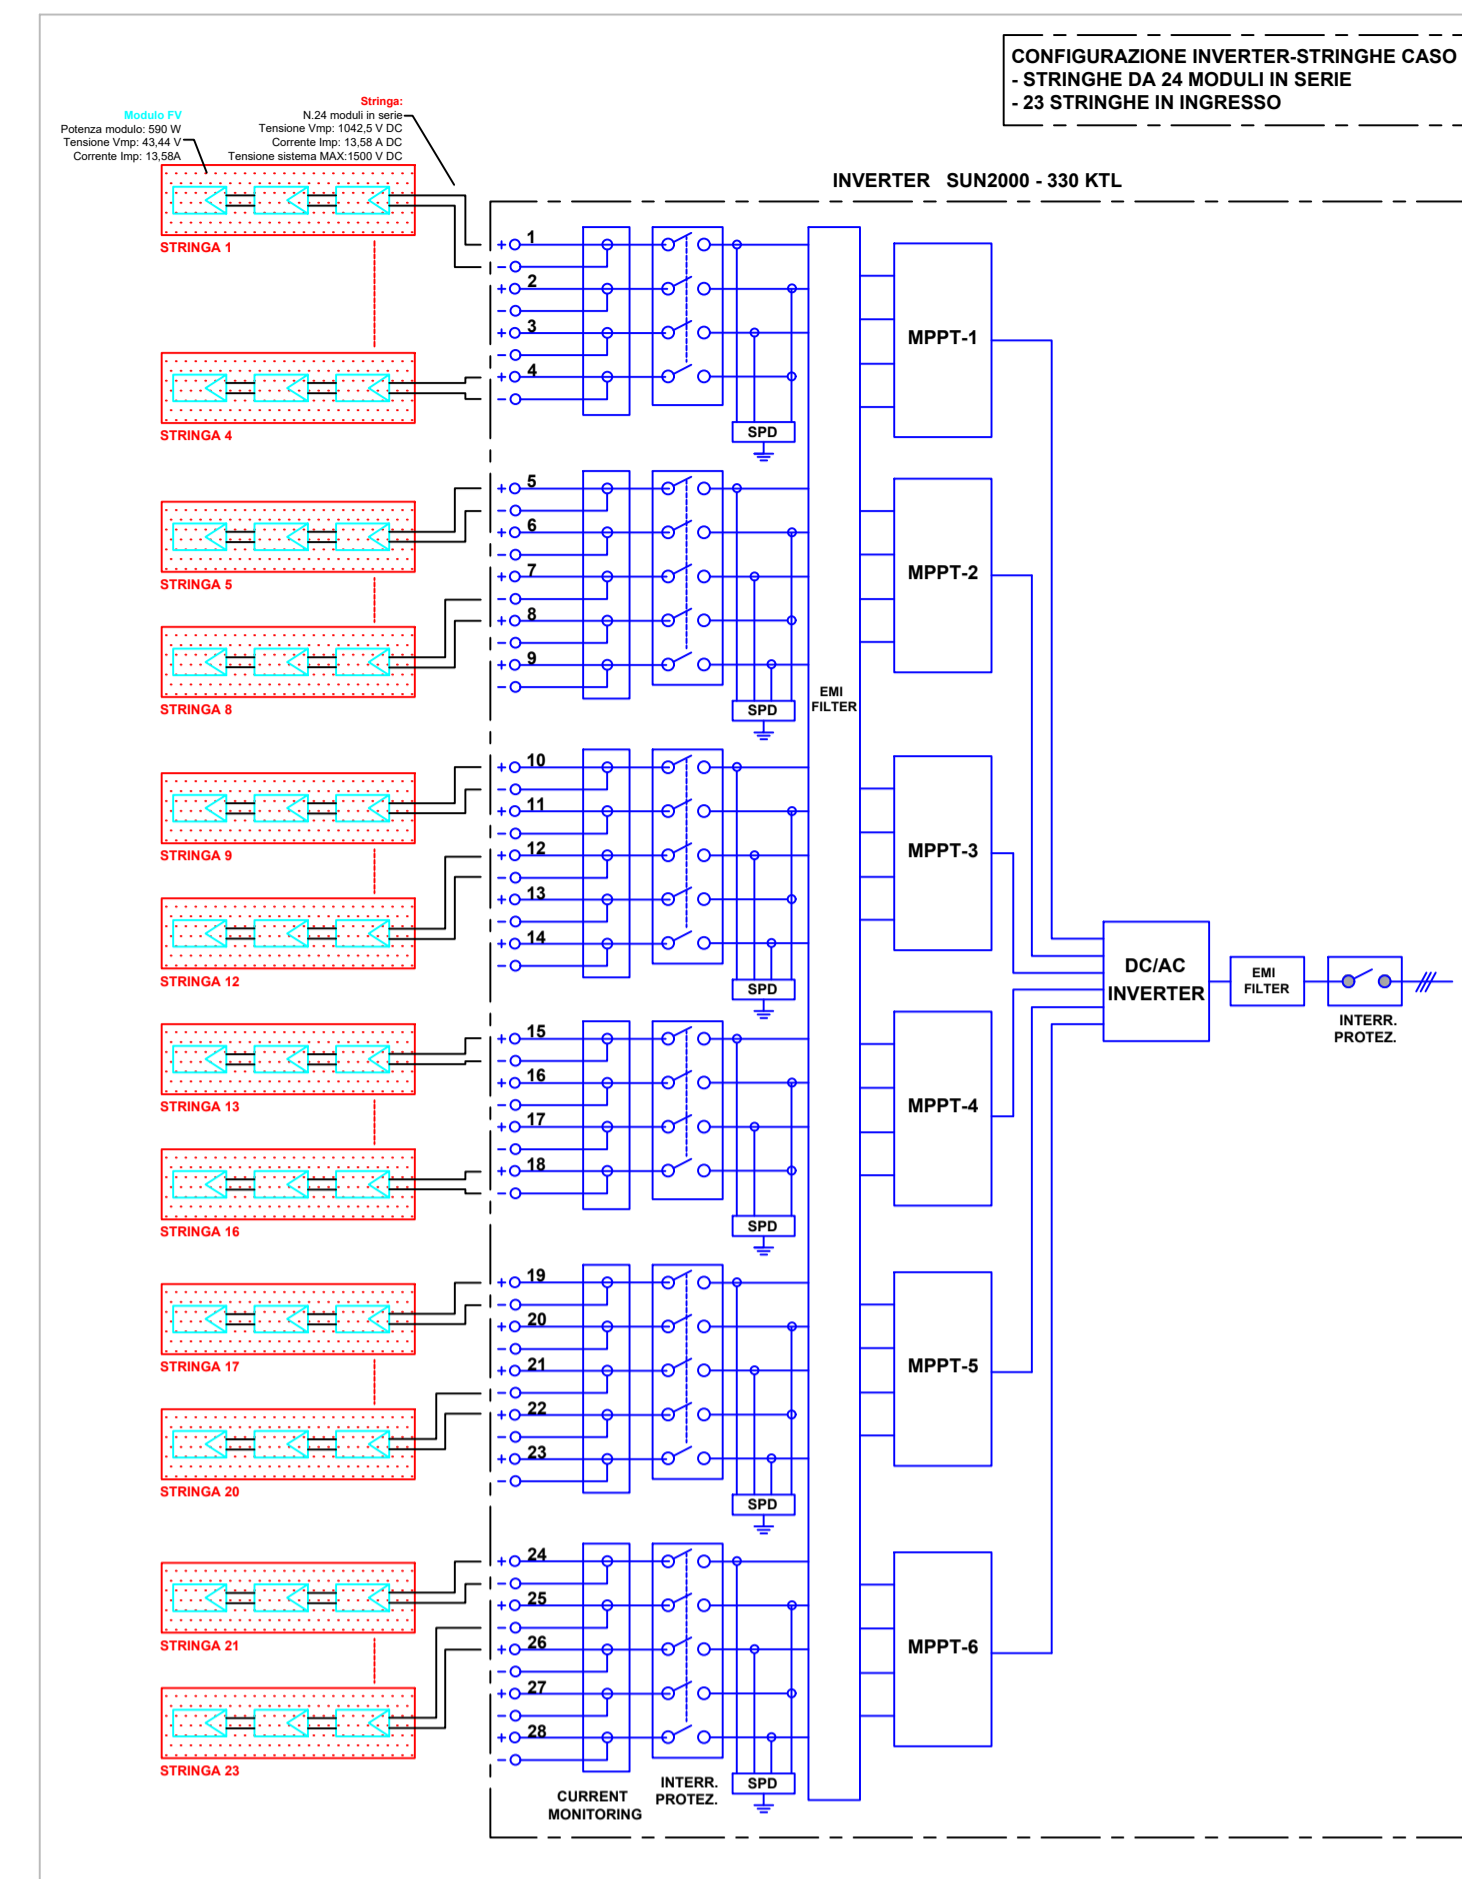 CONFIGURAZIONE INVERTER-STRINGHE CASO
- STRINGHE DA 24 MODULI IN SERIE
- 23 STRINGHE IN INGRESSO
Modulo FV
Potenza modulo: 590 W
Tensione Vmp: 43,44 V
Corrente Imp: 13,58A
Stringa:
N.24 moduli in serie
Tensione Vmp: 1042,5 V DC
Corrente Imp: 13,58 A DC
Tensione sistema MAX:1500 V DC
INVERTER SUN2000 - 330 KTL
STRINGA 1
STRINGA 4
STRINGA 5
STRINGA 8
STRINGA 9
STRINGA 12
STRINGA 13
STRINGA 16
STRINGA 17
STRINGA 20
STRINGA 21
STRINGA 23
+ 1
-
+ 2
-
+ 3
-
+ 4
-
SPD
+ 5
-
+ 6
-
+ 7
-
+ 8
-
+ 9
-
SPD
+ 10
-
+ 11
-
+ 12
-
+ 13
-
+ 14
-
SPD
+ 15
-
+ 16
-
+ 17
-
+ 18
-
SPD
+ 19
-
+ 20
-
+ 21
-
+ 22
-
+ 23
-
SPD
+ 24
-
+ 25
-
+ 26
-
+ 27
-
+ 28
-
SPD
CURRENT
MONITORING
INTERR.
PROTEZ.
EMI
FILTER
MPPT-1
MPPT-2
MPPT-3
MPPT-4
MPPT-5
MPPT-6
DC/AC
INVERTER
EMI
FILTER
INTERR.
PROTEZ.